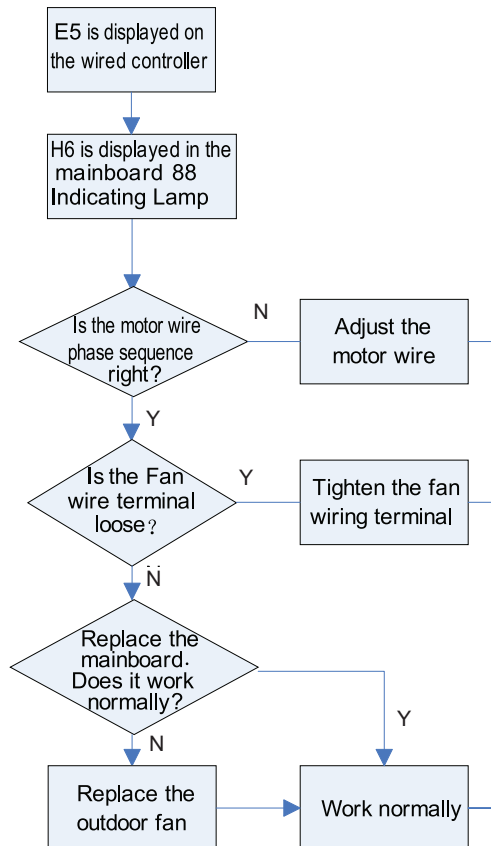 E5 is displayed on
the wired controller
H6 is displayed in the
mainboard 88
Indicating Lamp
Is the motor wire
phase sequence
right?
N
Adjust the
motor wire
Y
Is the Fan
wire terminal
loose?
Y
Tighten the fan
wiring terminal
N
Replace the
mainboard.
Does it work
normally?
Y
N
Replace the
outdoor fan
Work normally